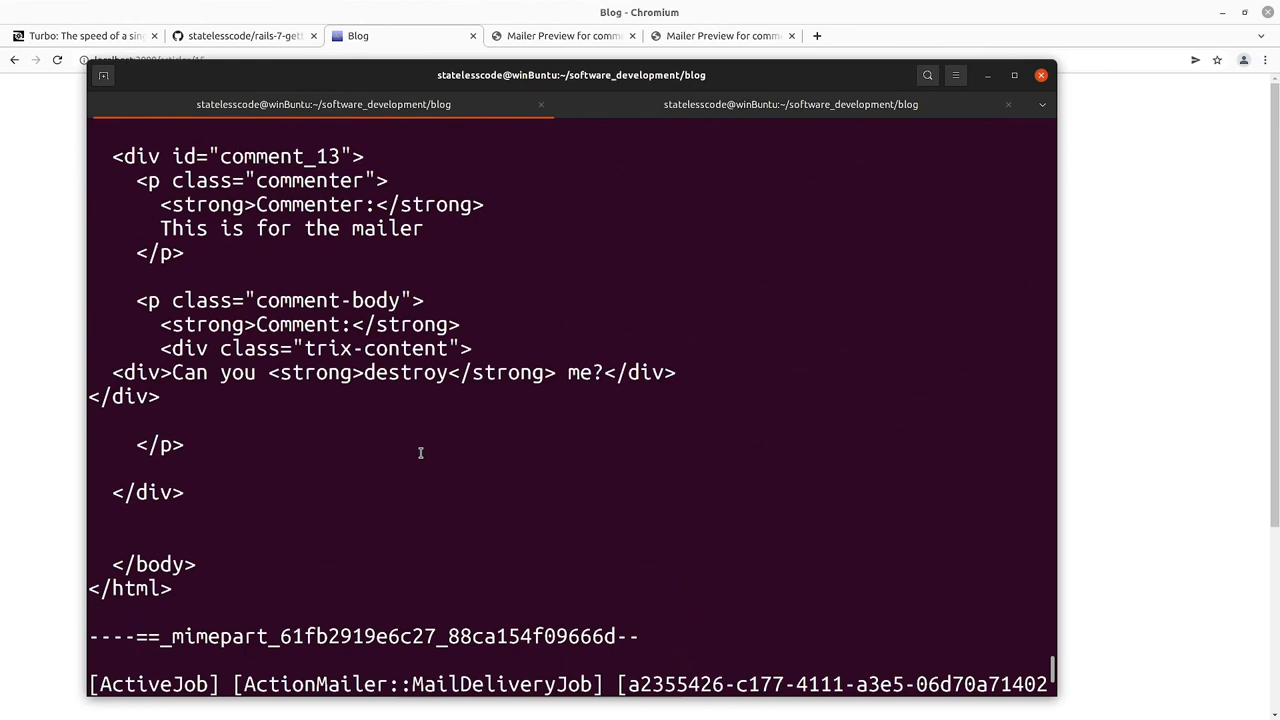 Blog - Chromium
Turbo: The speed of a sin
statelesscode/rails-7-gett
Blog
Mailer Preview for comm
Mailer Preview for comm
statelesscode@winBuntu:~/software_development/blog
statelesscode@winBuntu:~/software_development/blog
statelesscode@winBuntu:~/software_development/blog
<div id="comment_13">
<p class="commenter">
<strong>Commenter:</strong>
This is for the mailer
</p>
<p class="comment-body">
<strong>Comment:</strong>
<div class="trix-content">
<div>Can you <strong>destroy</strong> me?</div>
</div>
</p>
</div>
</body>
</html>
----==_mimepart_61fb2919e6c27_88ca154f09666d--
[ActiveJob] [ActionMailer::MailDeliveryJob] [a2355426-c177-4111-a3e5-06d70a71402